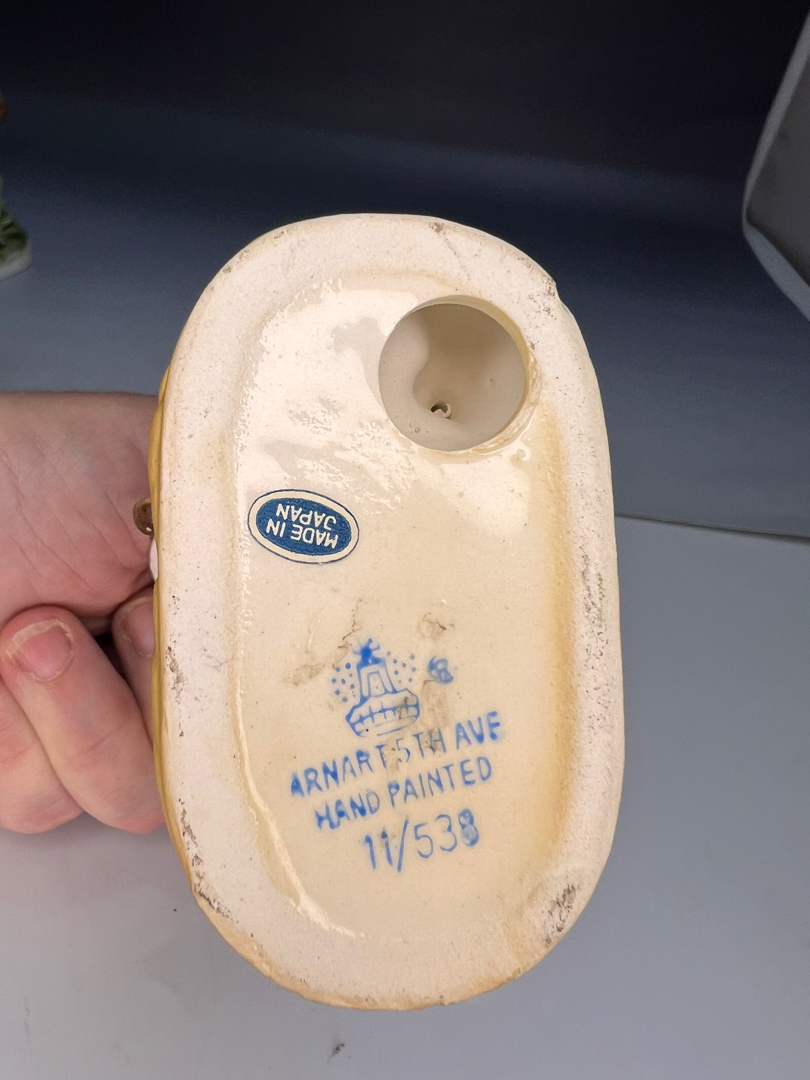 MADE IN
JAPAN
ARNART 5TH AVE
HAND PAINTED
11/538